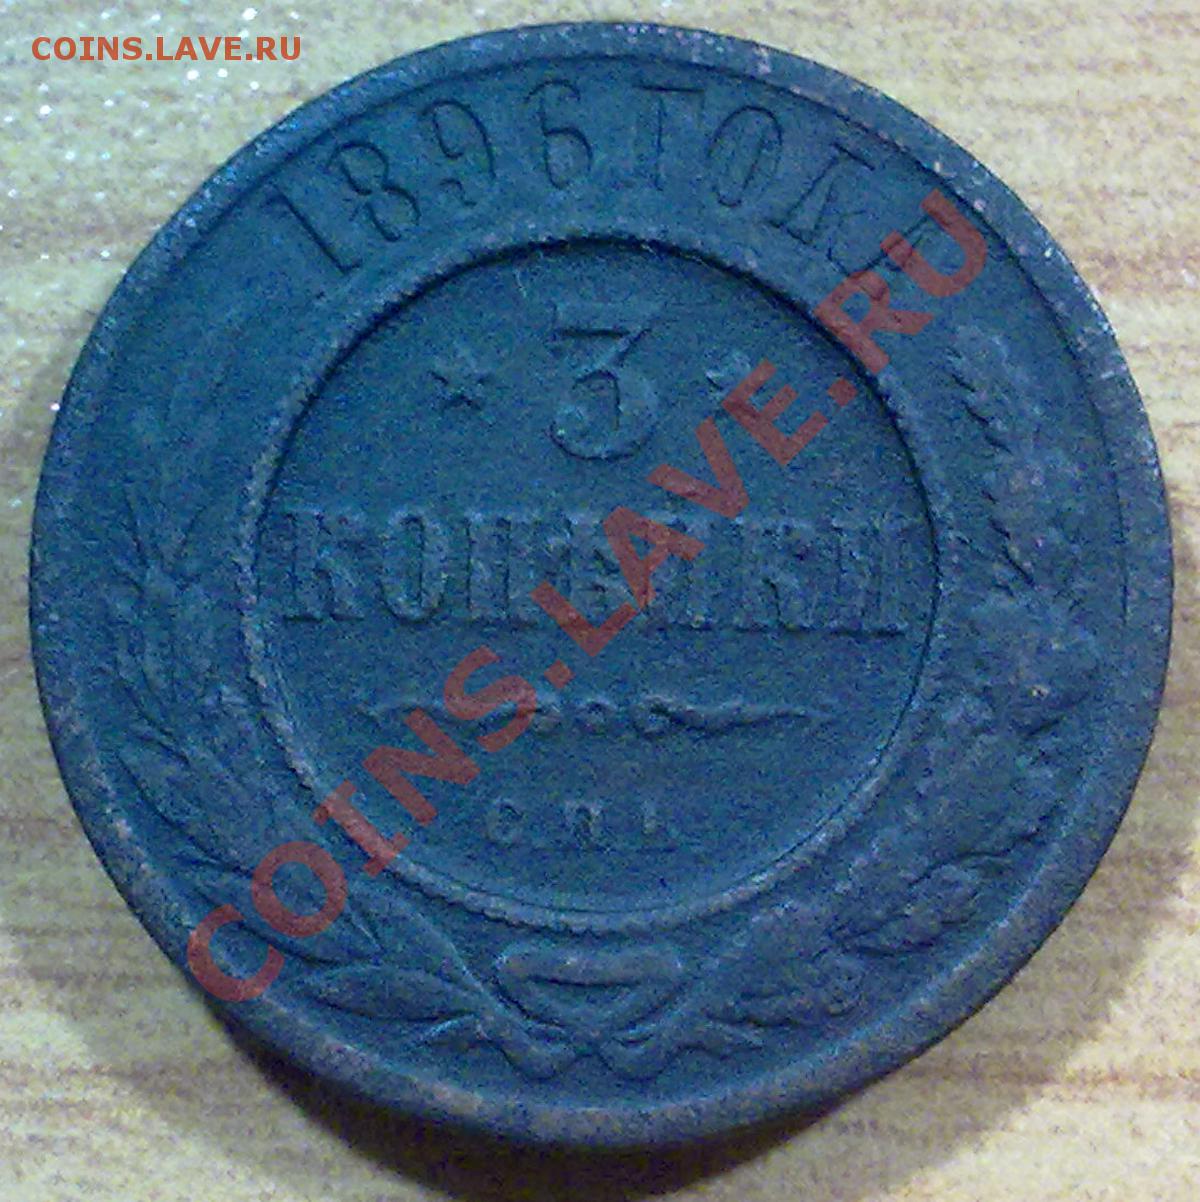 COINS.LAVE.RU
1896 ГОДА
* 3 *
КОПѢЙКИ
С.П.Б.
COINS.LAVE.RU